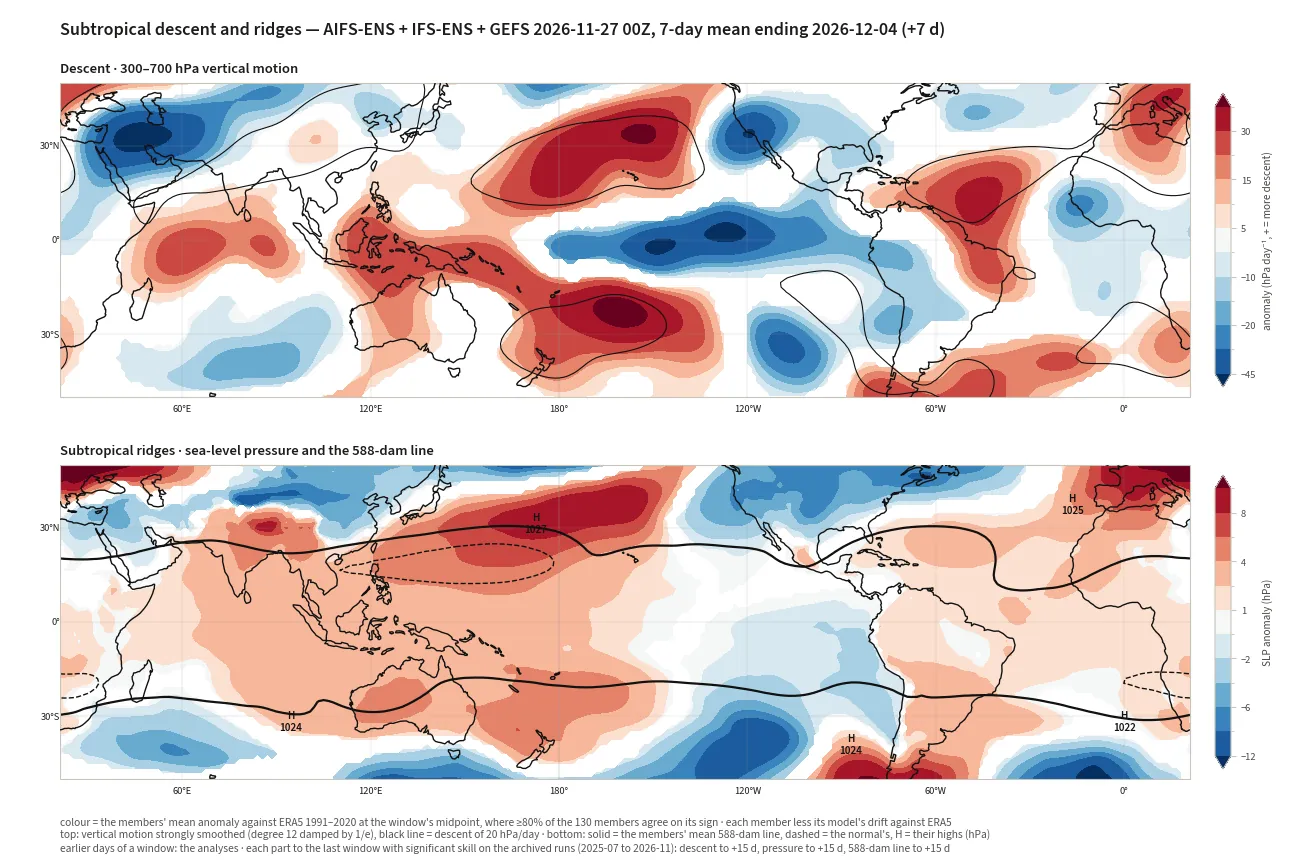 Subtropical descent and ridges — AIFS-ENS + IFS-ENS + GEFS 2026-11-27 00Z, 7-day mean ending 2026-12-04 (+7 d)
Descent · 300–700 hPa vertical motion
30°N
0°
30°S
60°E
120°E
180°
120°W
60°W
0°
30
15
5
−10
−20
−45
anomaly (hPa day⁻¹, + = more descent)
Subtropical ridges · sea-level pressure and the 588-dam line
H
1027
H
1025
H
1024
H
1024
H
1022
30°N
0°
30°S
60°E
120°E
180°
120°W
60°W
0°
8
4
1
−2
−6
−12
SLP anomaly (hPa)
colour = the members' mean anomaly against ERA5 1991–2020 at the window's midpoint, where ≥80% of the 130 members agree on its sign · each member less its model's drift against ERA5
top: vertical motion strongly smoothed (degree 12 damped by 1/e), black line = descent of 20 hPa/day · bottom: solid = the members' mean 588-dam line, dashed = the normal's, H = their highs (hPa)
earlier days of a window: the analyses · each part to the last window with significant skill on the archived runs (2025-07 to 2026-11): descent to +15 d, pressure to +15 d, 588-dam line to +15 d